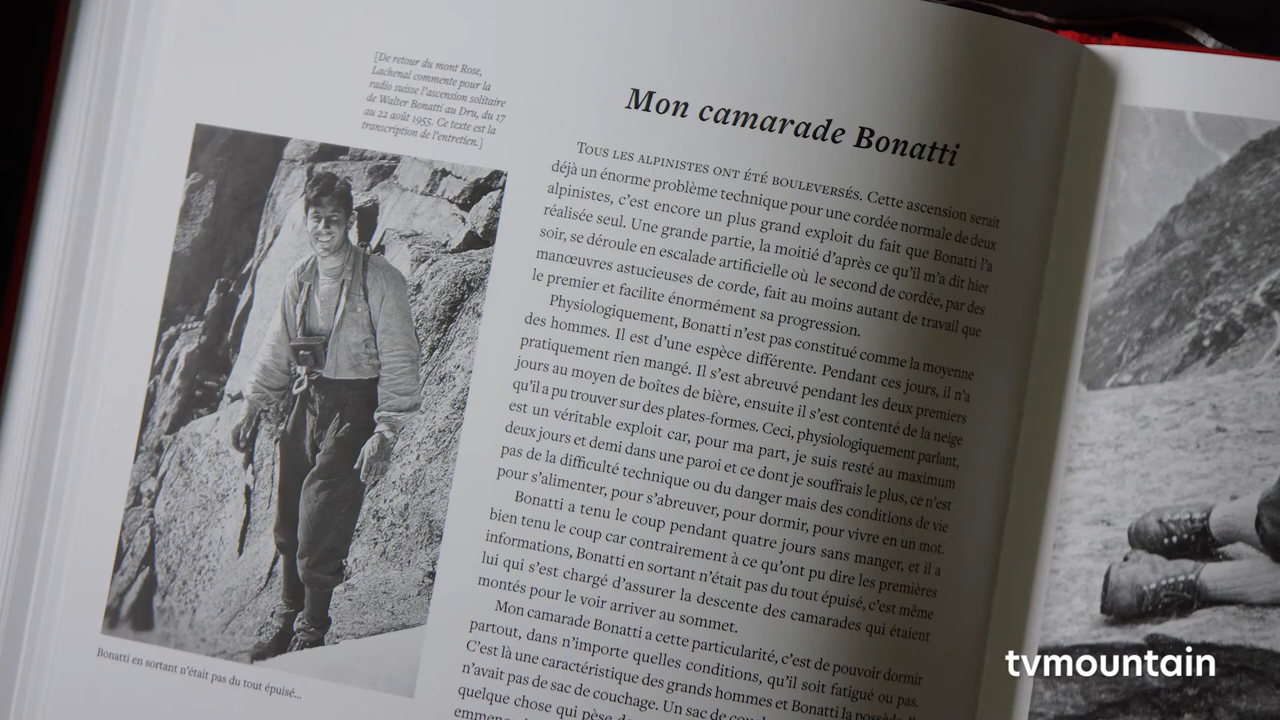 [De retour du mont Rose,
Lachenal commente pour la
radio suisse l'ascension solitaire
de Walter Bonatti au Dru, du 17
au 22 août 1955. Ce texte est la
transcription de l'entretien.]
Mon camarade Bonatti
TOUS LES ALPINISTES ONT ÉTÉ BOULEVERSÉS. Cette ascension serait
déjà un énorme problème technique pour une cordée normale de deux
alpinistes, c'est encore un plus grand exploit du fait que Bonatti l'a
réalisée seul. Une grande partie, la moitié d'après ce qu'il m'a dit hier
soir, se déroule en escalade artificielle où le second de cordée, par des
manœuvres astucieuses de corde, fait au moins autant de travail que
le premier et facilite énormément sa progression.
Physiologiquement, Bonatti n'est pas constitué comme la moyenne
des hommes. Il est d'une espèce différente. Pendant ces jours, il n'a
pratiquement rien mangé. Il s'est abreuvé pendant les deux premiers
jours au moyen de boîtes de bière, ensuite il s'est contenté de la neige
qu'il a pu trouver sur des plates-formes. Ceci, physiologiquement parlant,
est un véritable exploit car, pour ma part, je suis resté au maximum
deux jours et demi dans une paroi et ce dont je souffrais le plus, ce n'est
pas de la difficulté technique ou du danger mais des conditions de vie
pour s'alimenter, pour s'abreuver, pour dormir, pour vivre en un mot.
Bonatti a tenu le coup pendant quatre jours sans manger, et il a
bien tenu le coup car contrairement à ce qu'ont pu dire les premières
informations, Bonatti en sortant n'était pas du tout épuisé, c'est même
lui qui s'est chargé d'assurer la descente des camarades qui étaient
montés pour le voir arriver au sommet.
Mon camarade Bonatti a cette particularité, c'est de pouvoir dormir
partout, dans n'importe quelles conditions, qu'il soit fatigué ou pas.
C'est là une caractéristique des grands hommes et Bonatti la possède. Il
n'avait pas de sac de couchage. Un sac de
quelque chose qui pèse
Bonatti en sortant n'était pas du tout épuisé...
tvmountain